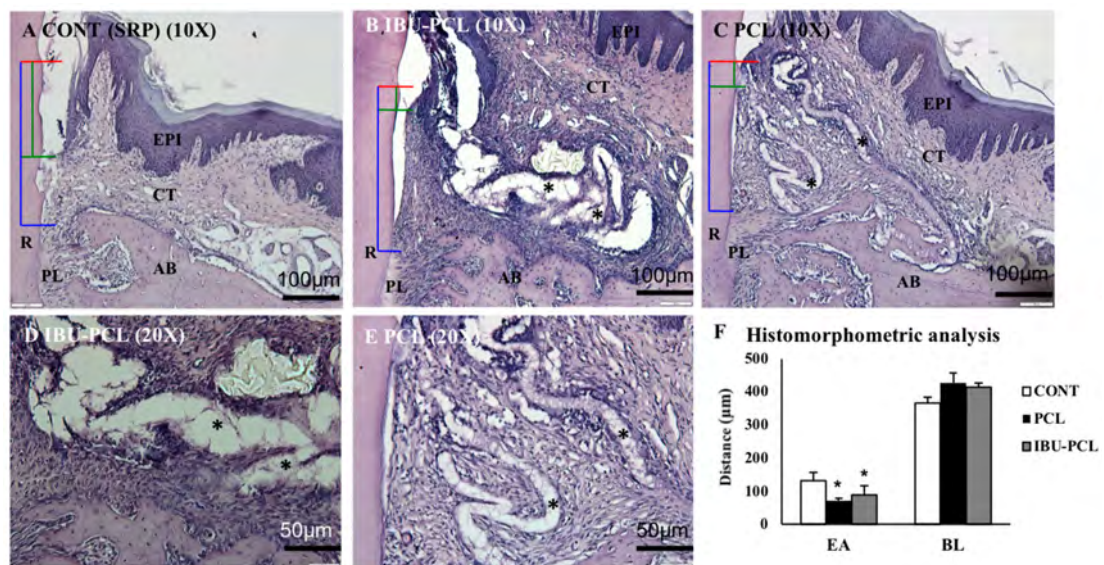 A CONT (SRP) (10X)
EPI
CT
R
PL
AB
100µm
B IBU-PCL (10X)
EPI
CT
*
*
R
PL
AB
100µm
C PCL (10X)
EPI
CT
*
*
R
PL
AB
100µm
D IBU-PCL (20X)
*
*
50µm
E PCL (20X)
*
*
50µm
F Histomorphometric analysis
Distance (µm)
500
400
300
200
100
0
* *
EA BL
CONT
PCL
IBU-PCL